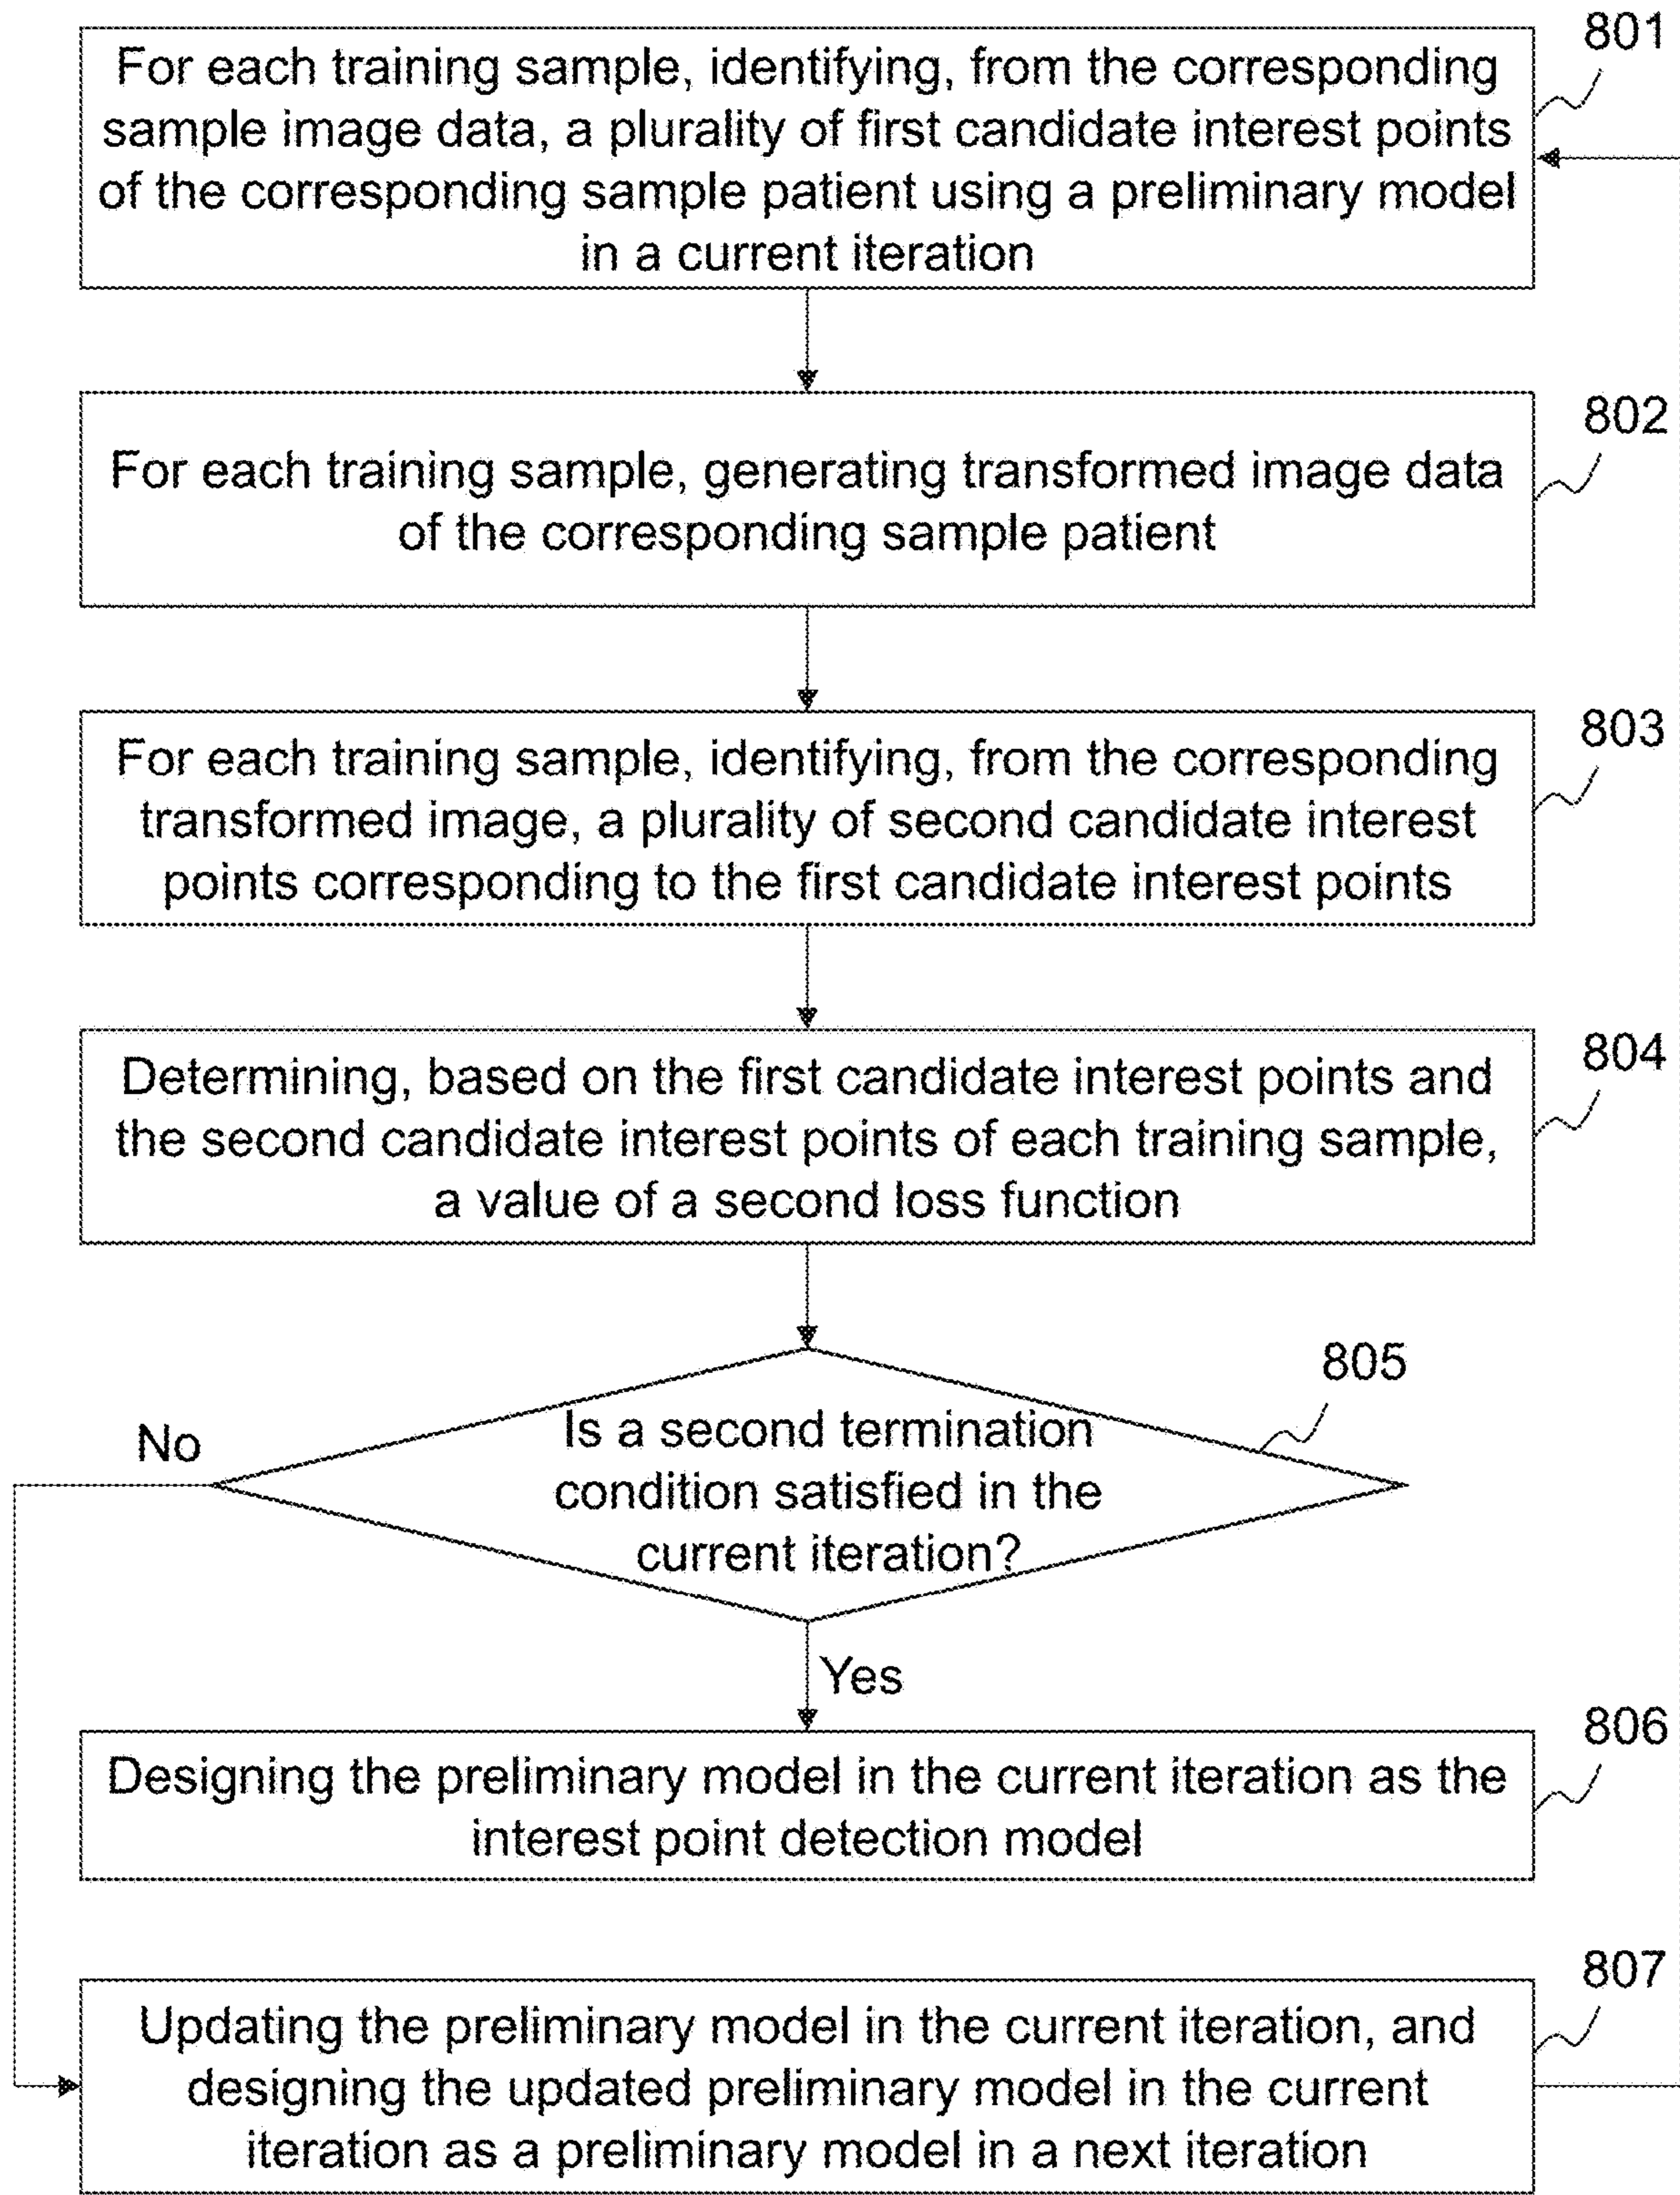 801
For each training sample, identifying, from the corresponding
sample image data, a plurality of first candidate interest points
of the corresponding sample patient using a preliminary model
in a current iteration
802
For each training sample, generating transformed image data
of the corresponding sample patient
803
For each training sample, identifying, from the corresponding
transformed image, a plurality of second candidate interest
points corresponding to the first candidate interest points
804
Determining, based on the first candidate interest points and
the second candidate interest points of each training sample,
a value of a second loss function
805
Is a second termination
condition satisfied in the
current iteration?
No
Yes
806
Designing the preliminary model in the current iteration as the
interest point detection model
807
Updating the preliminary model in the current iteration, and
designing the updated preliminary model in the current
iteration as a preliminary model in a next iteration